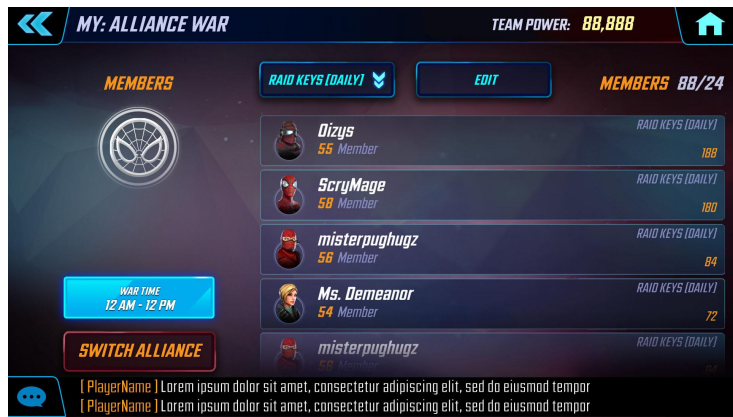 MY: ALLIANCE WAR
TEAM POWER: 88,888
MEMBERS
RAID KEYS [DAILY]
EDIT
MEMBERS 88/24
Oizys
55 Member
RAID KEYS [DAILY]
188
ScryMage
58 Member
RAID KEYS [DAILY]
180
misterpughugz
56 Member
RAID KEYS [DAILY]
84
Ms. Demeanor
54 Member
RAID KEYS [DAILY]
72
misterpughugz
56 Member
RAID KEYS [DAILY]
84
WAR TIME
12 AM - 12 PM
SWITCH ALLIANCE
[ PlayerName ] Lorem ipsum dolor sit amet, consectetur adipiscing elit, sed do eiusmod tempor
[ PlayerName ] Lorem ipsum dolor sit amet, consectetur adipiscing elit, sed do eiusmod tempor